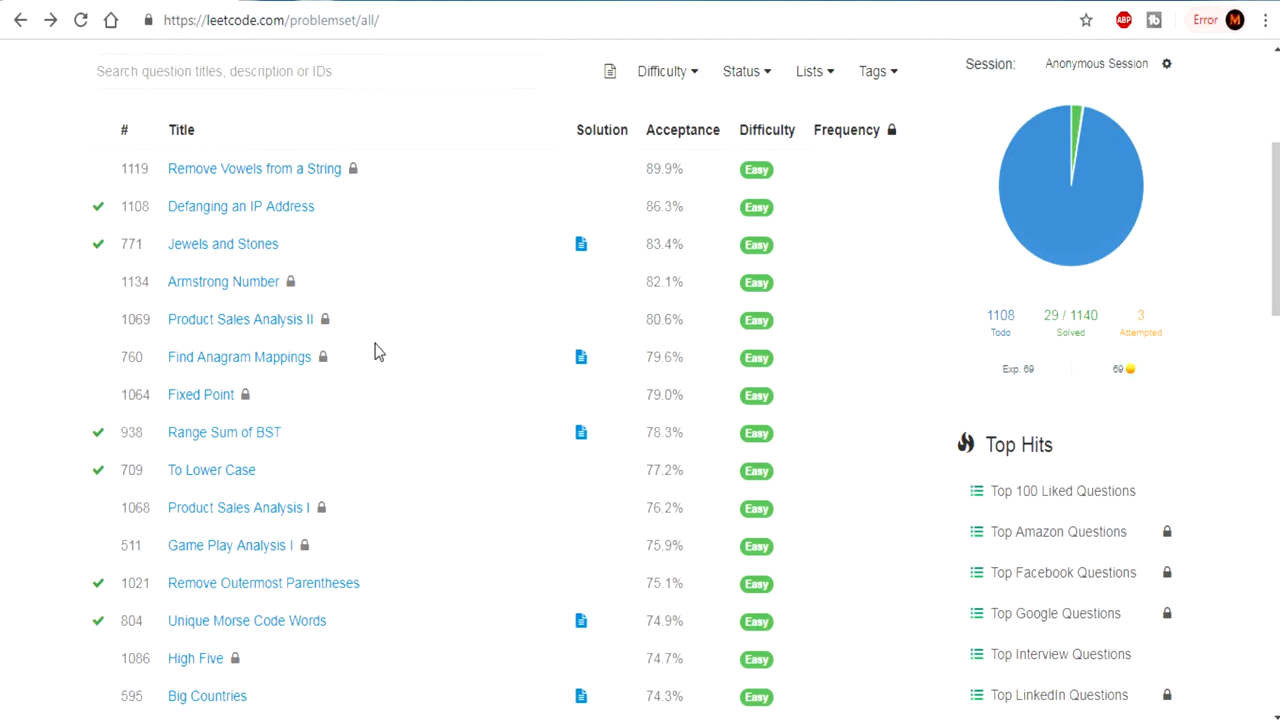 https://leetcode.com/problemset/all/
ABP
Error M
Search question titles, description or IDs
Difficulty Status Lists Tags
Session: Anonymous Session
# Title Solution Acceptance Difficulty Frequency
1119 Remove Vowels from a String 89.9% Easy
1108 Defanging an IP Address 86.3% Easy
771 Jewels and Stones 83.4% Easy
1134 Armstrong Number 82.1% Easy
1069 Product Sales Analysis II 80.6% Easy
760 Find Anagram Mappings 79.6% Easy
1064 Fixed Point 79.0% Easy
938 Range Sum of BST 78.3% Easy
709 To Lower Case 77.2% Easy
1068 Product Sales Analysis I 76.2% Easy
511 Game Play Analysis I 75.9% Easy
1021 Remove Outermost Parentheses 75.1% Easy
804 Unique Morse Code Words 74.9% Easy
1086 High Five 74.7% Easy
595 Big Countries 74.3% Easy
1108 29 / 1140 3
Todo Solved Attempted
Exp. 69 69
Top Hits
Top 100 Liked Questions
Top Amazon Questions
Top Facebook Questions
Top Google Questions
Top Interview Questions
Top LinkedIn Questions